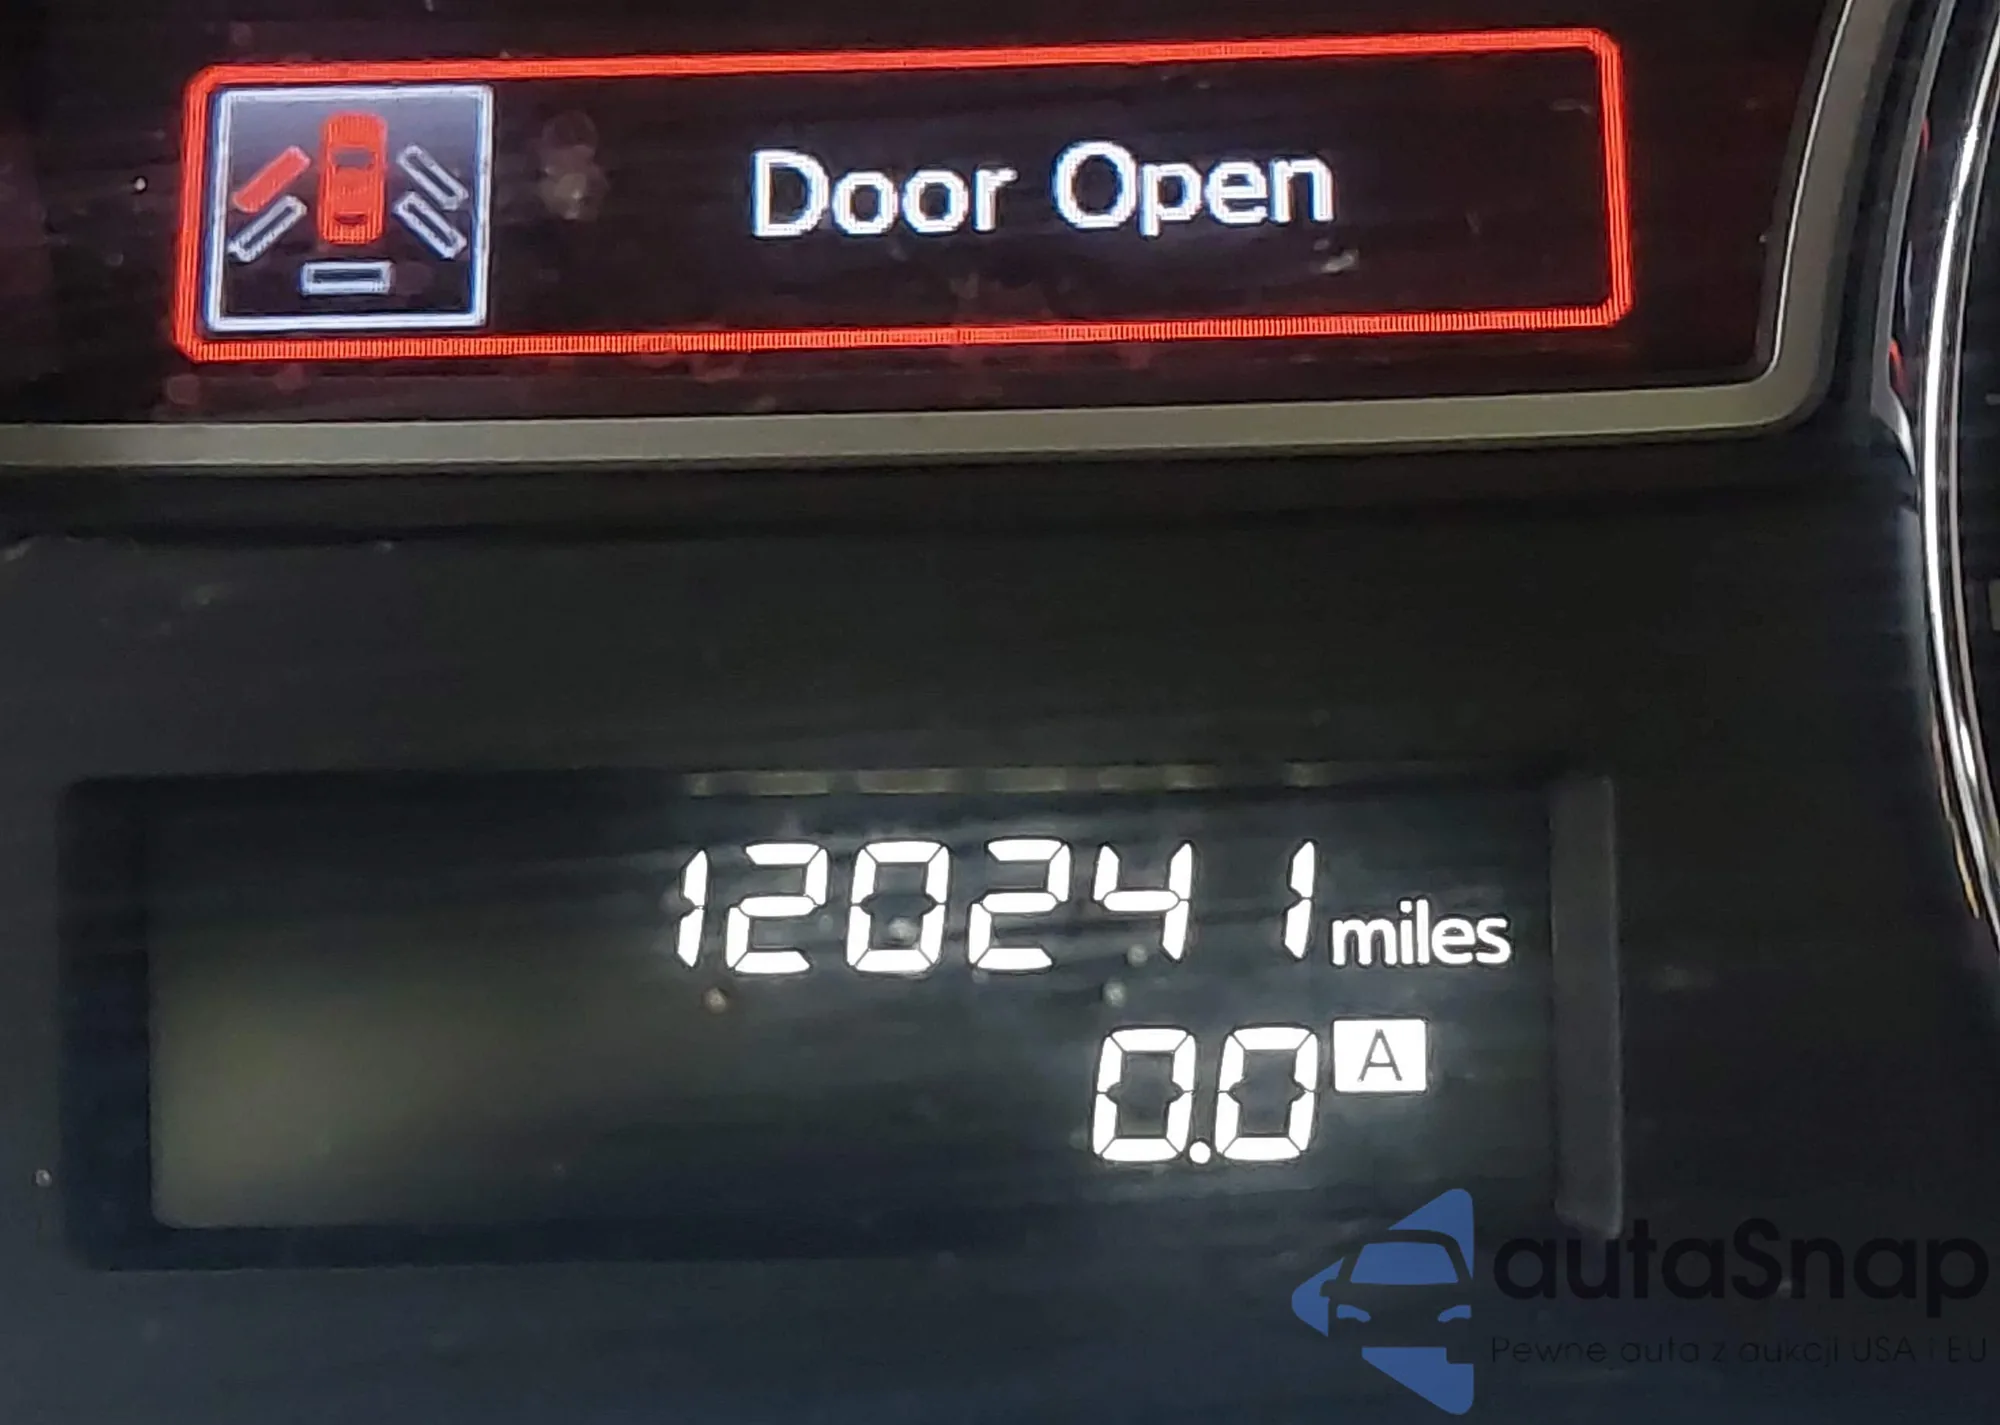 Door Open
120241 miles
0.0 A
autaSnap
Pewne auta z aukcji USA i EU